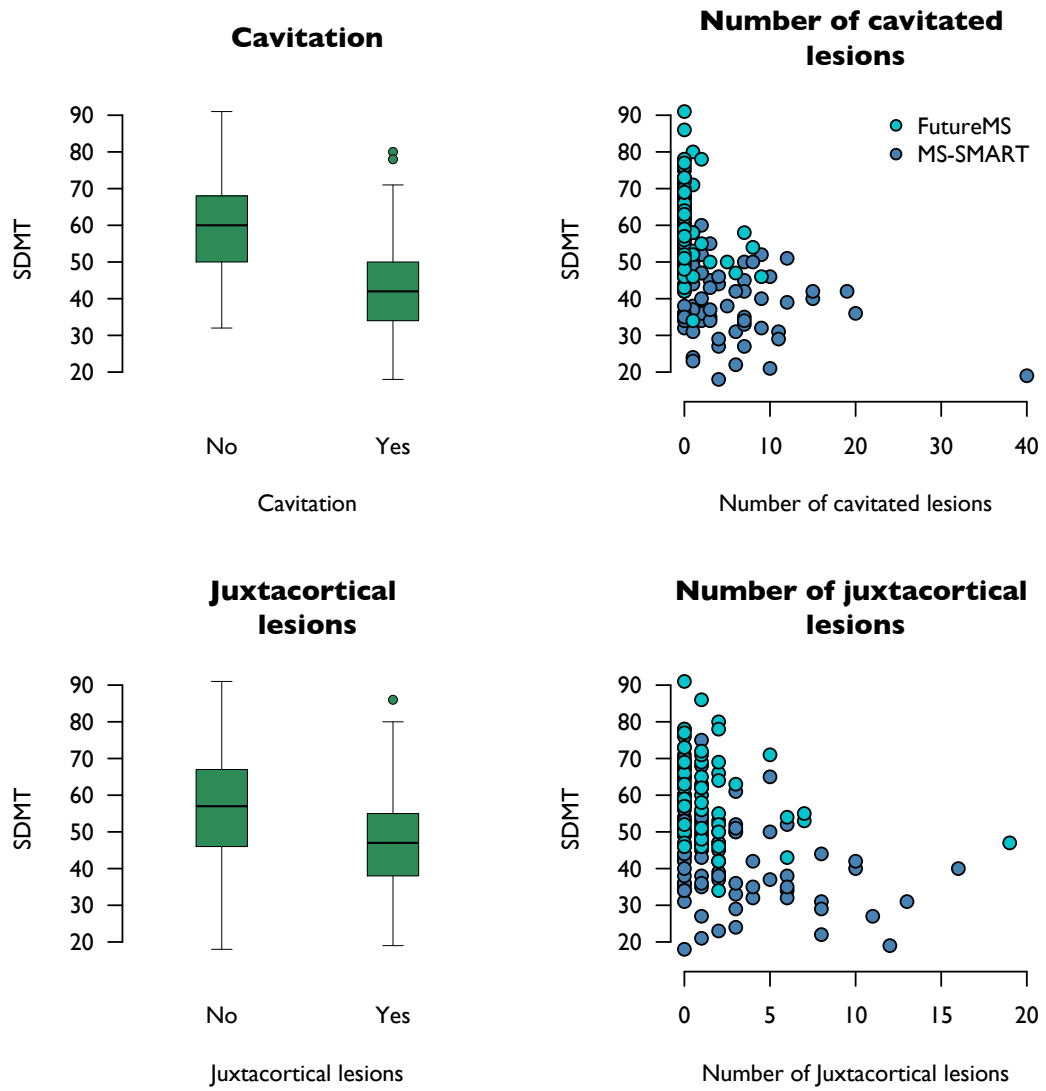 Cavitation
90
80
70
60
50
40
30
20
SDMT
No Yes
Cavitation
Number of cavitated
lesions
90
80
70
60
50
40
30
20
SDMT
FutureMS
MS-SMART
0 10 20 30 40
Number of cavitated lesions
Juxtacortical
lesions
90
80
70
60
50
40
30
20
SDMT
No Yes
Juxtacortical lesions
Number of juxtacortical
lesions
90
80
70
60
50
40
30
20
SDMT
0 5 10 15 20
Number of Juxtacortical lesions